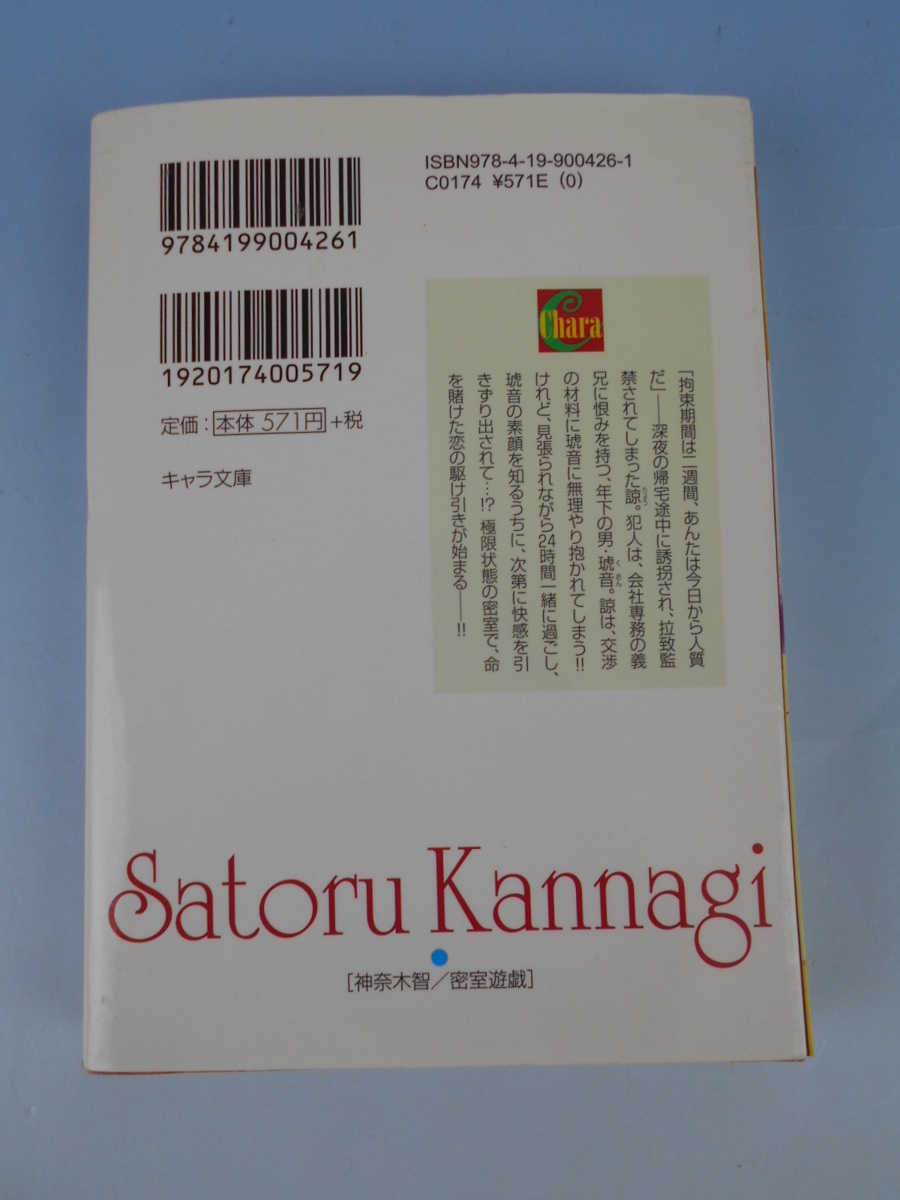 ISBN978-4-19-900426-1
C0174 ¥571E (0)
9784199004261
1920174005719
定価：本体 571円+税
キャラ文庫
Chara
「拘束期間は二週間、あんたは今日から人質
だ」──深夜の帰宅途中に誘拐され、拉致監
禁されてしまった諒。犯人は、会社専務の義
兄に恨みを持つ、年下の男・琥音。諒は、交渉
の材料に琥音に無理やり抱かれてしまう!!
けれど、見張られながら24時間一緒に過ごし、
琥音の素顔を知るうちに、次第に快感を引
きずり出されて…!? 極限状態の密室で、命
を賭けた恋の駆け引きが始まる──!!
りょう
くおん
Satoru Kannagi
[神奈木智／密室遊戯]